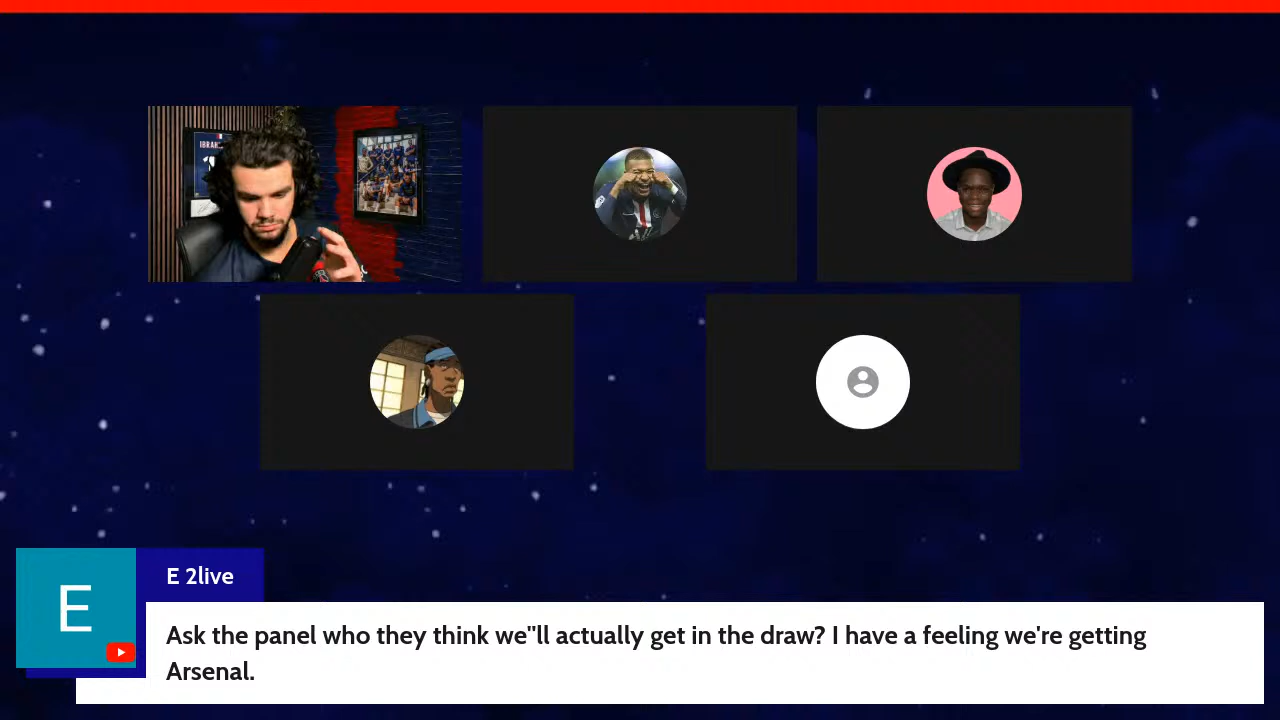 IBRAH
E
E 2live
Ask the panel who they think we"ll actually get in the draw? I have a feeling we're getting
Arsenal.